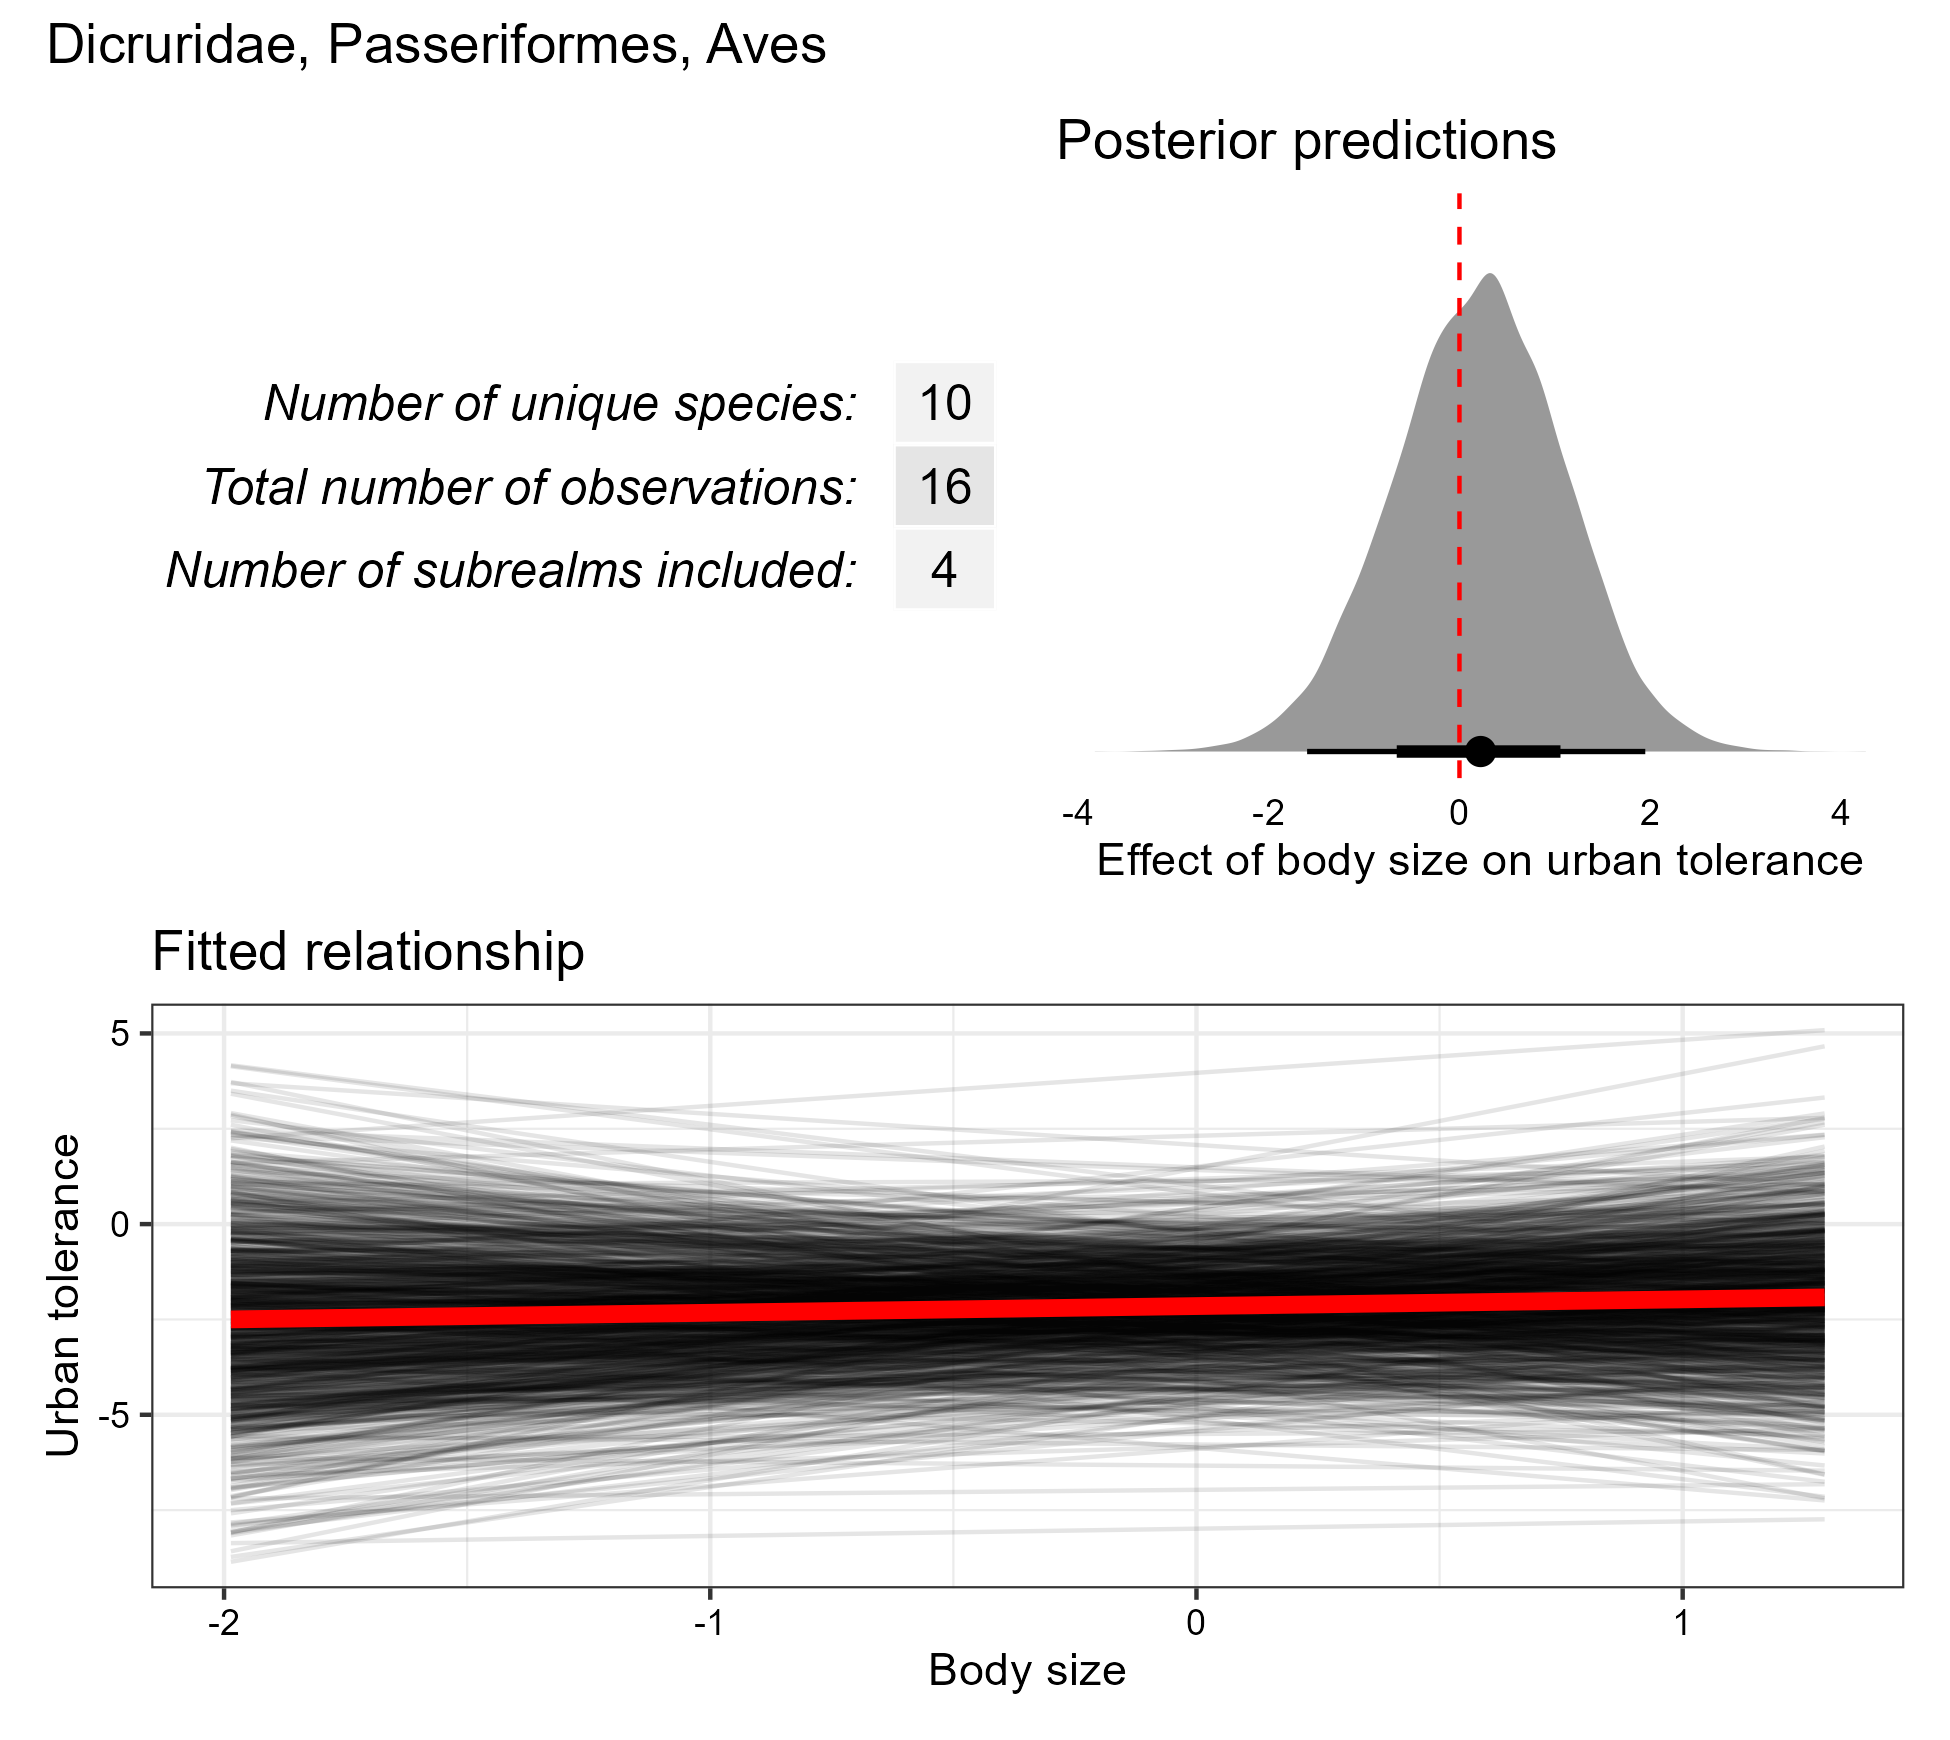 Dicruridae, Passeriformes, Aves
Posterior predictions
Number of unique species: 10
Total number of observations: 16
Number of subrealms included: 4
-4 -2 0 2 4
Effect of body size on urban tolerance
Fitted relationship
5
0
-5
Urban tolerance
-2 -1 0 1
Body size